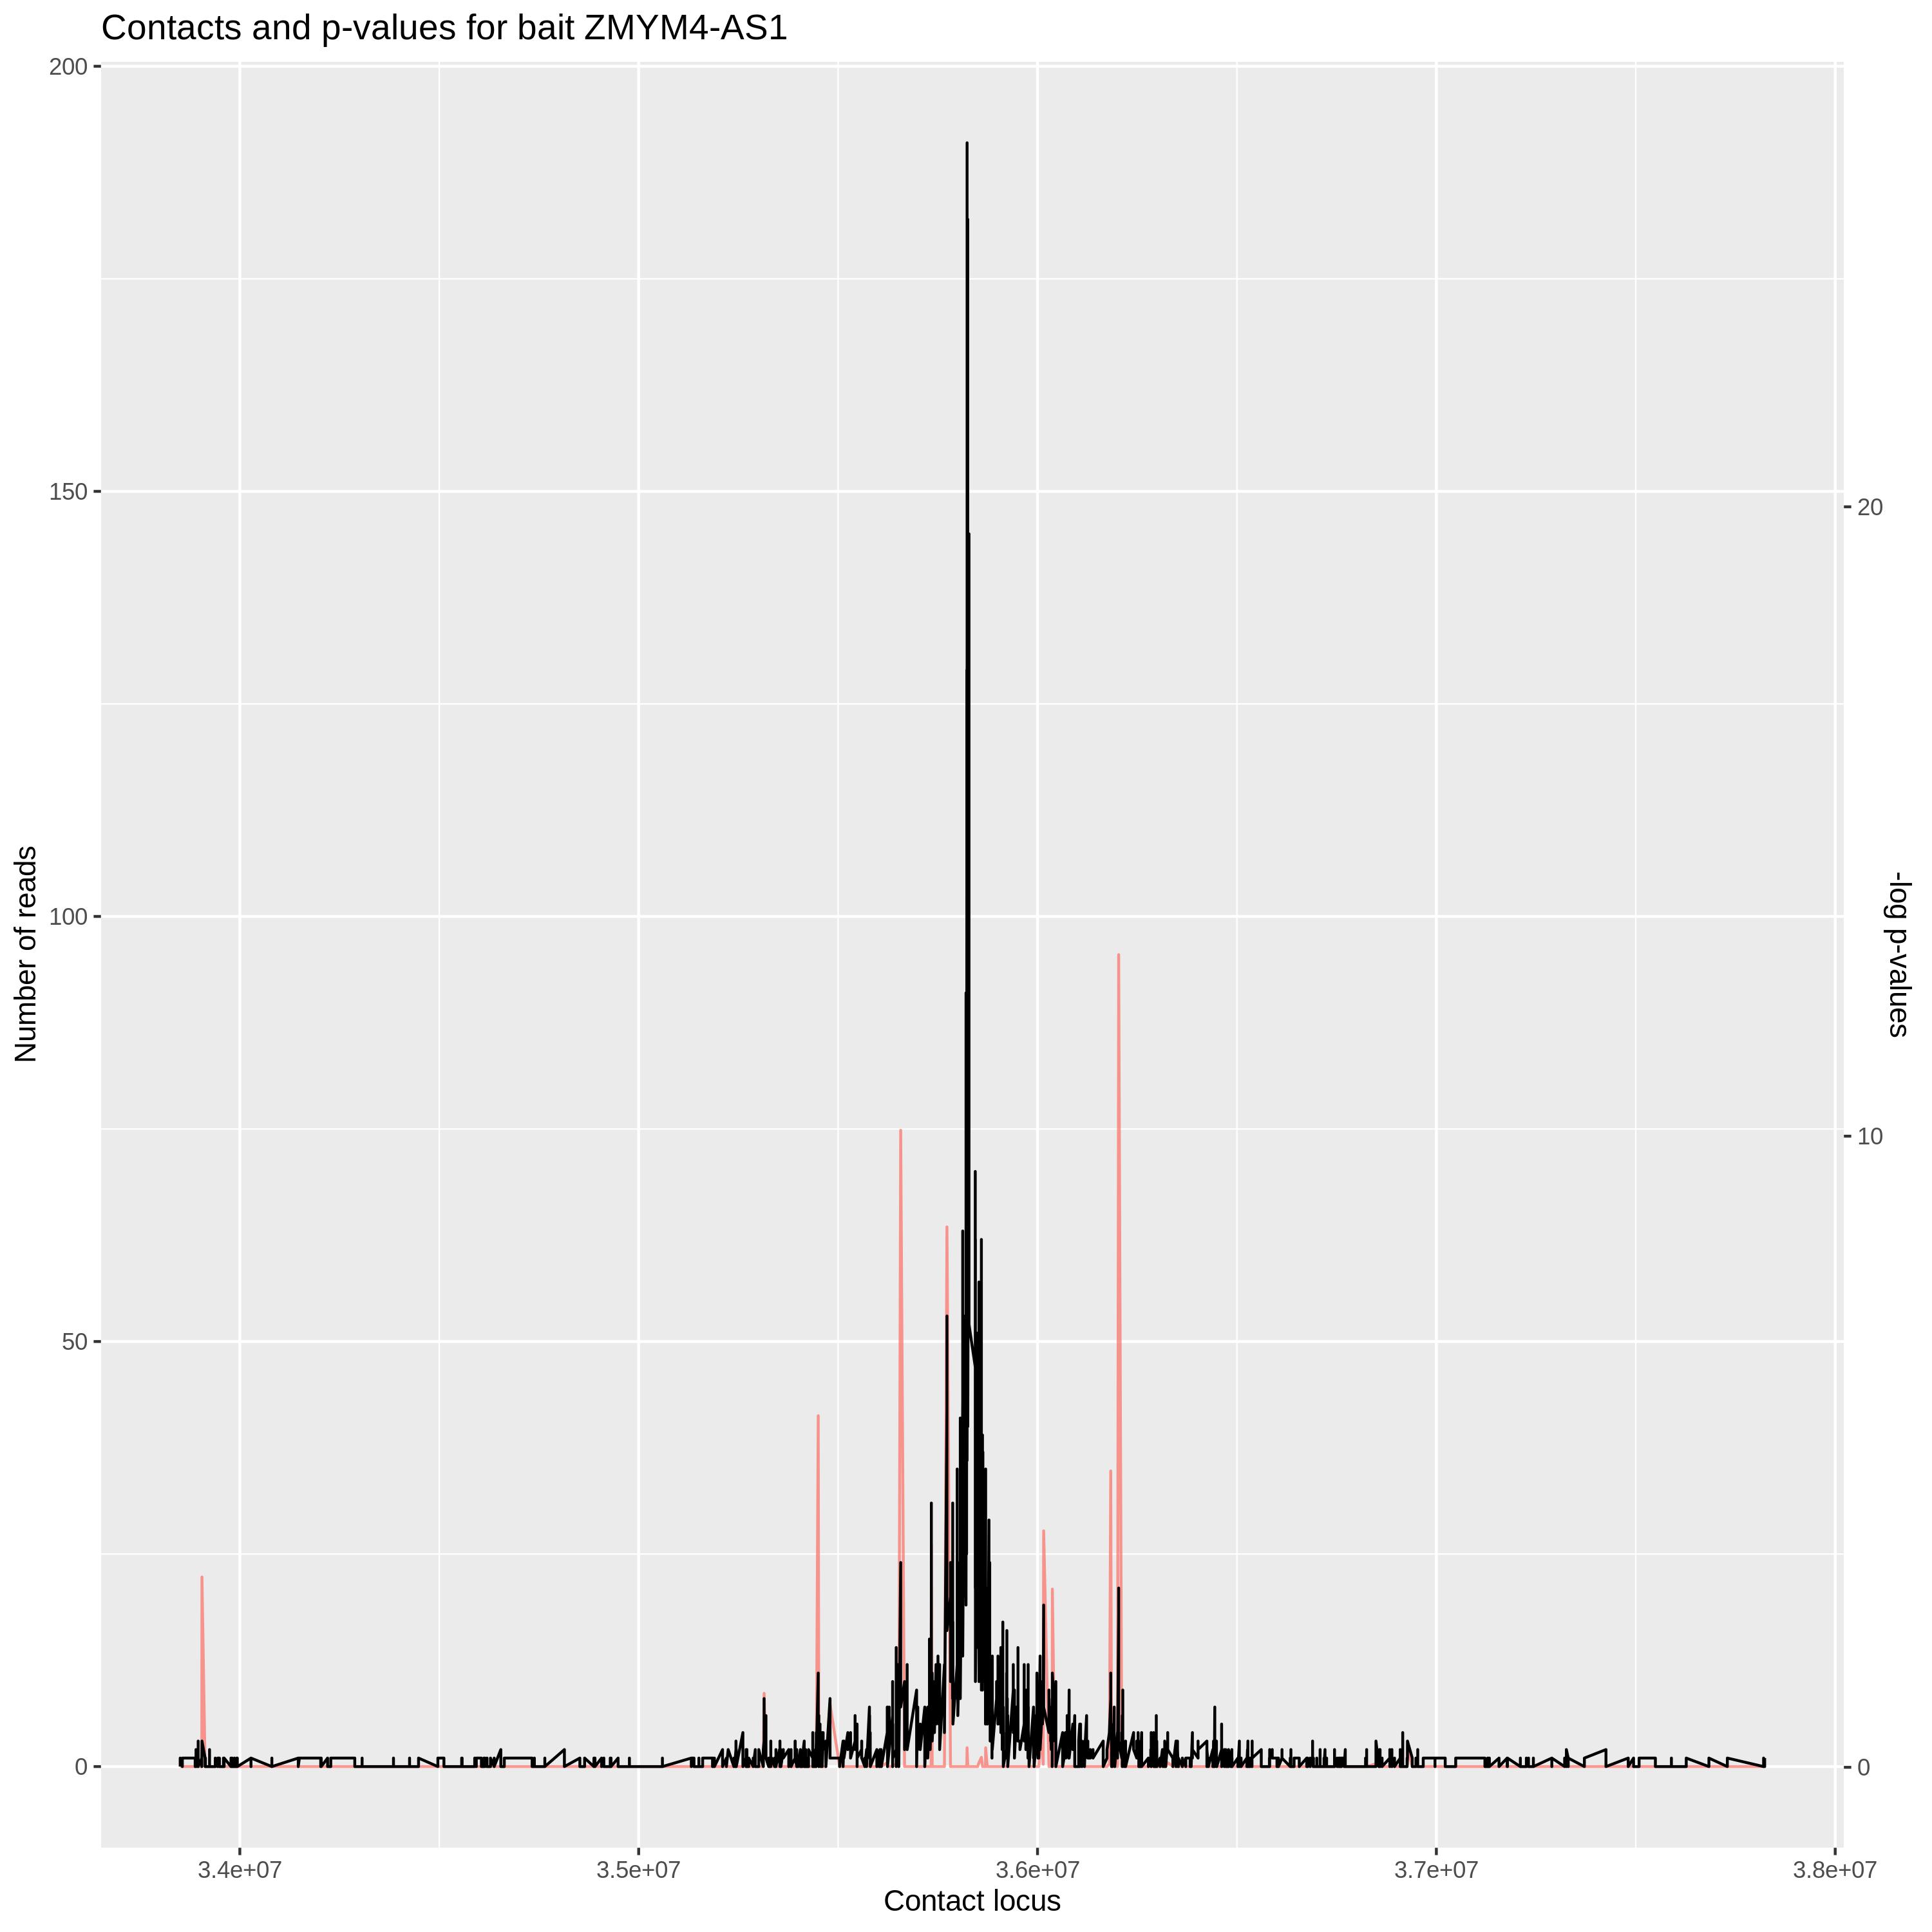 Contacts and p-values for bait ZMYM4-AS1
200
150
100
50
0
Number of reads
20
10
0
-log p-values
3.4e+07
3.5e+07
3.6e+07
3.7e+07
3.8e+07
Contact locus